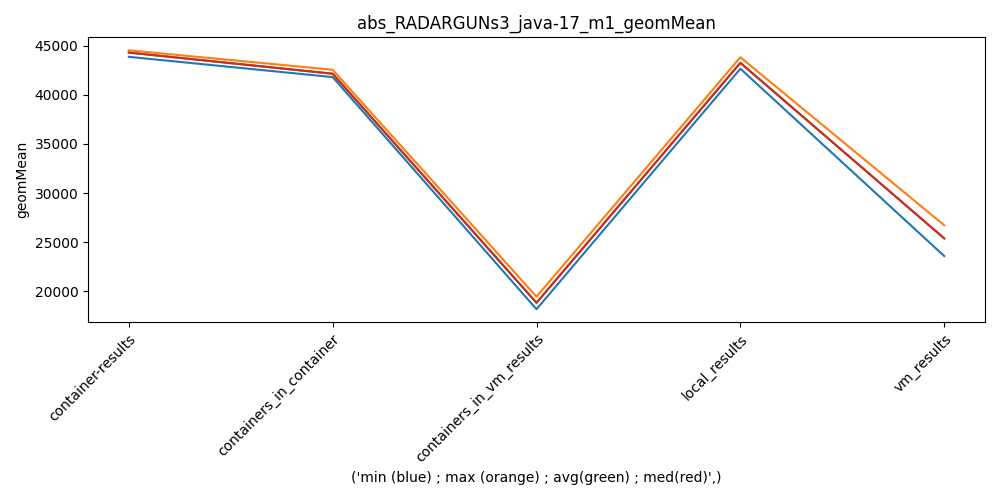 abs_RADARGUNs3_java-17_m1_geomMean
45000
40000
35000
30000
25000
20000
geomMean
container-results
containers_in_container
containers_in_vm_results
local_results
vm_results
('min (blue) ; max (orange) ; avg(green) ; med(red)',)